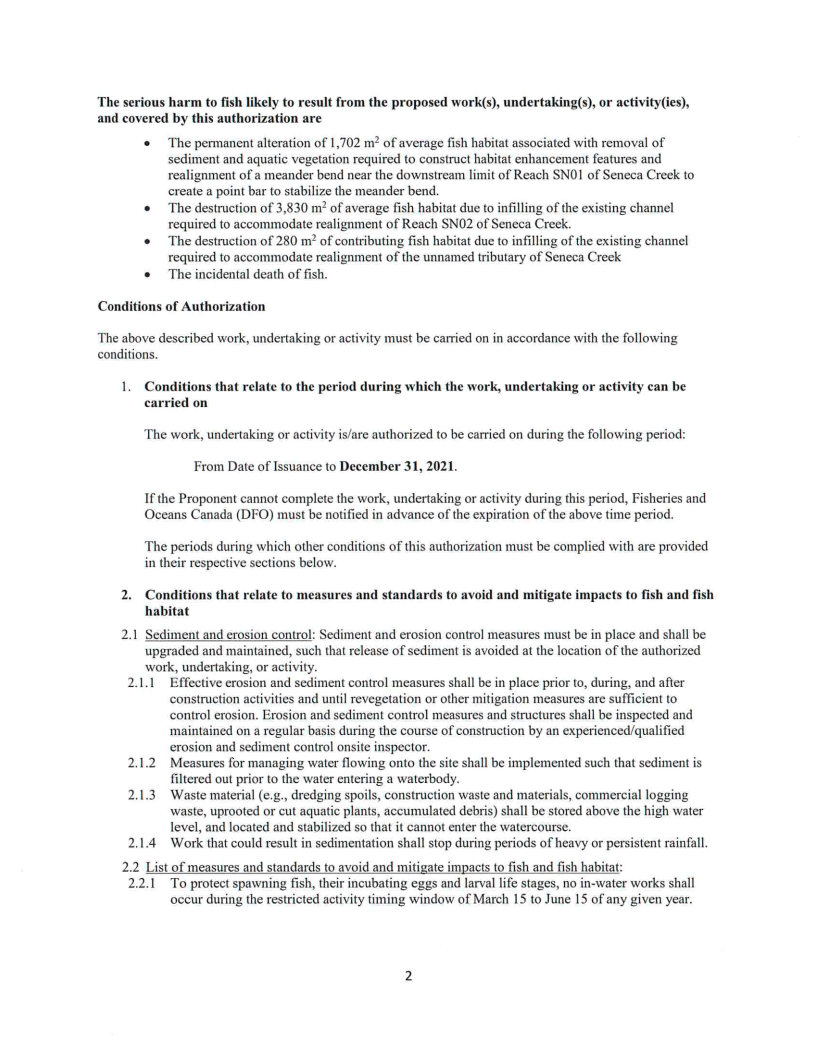 The serious harm to fish likely to result from the proposed work(s), undertaking(s), or activity(ies),
and covered by this authorization are
• The permanent alteration of 1,702 m² of average fish habitat associated with removal of
sediment and aquatic vegetation required to construct habitat enhancement features and
realignment of a meander bend near the downstream limit of Reach SN01 of Seneca Creek to
create a point bar to stabilize the meander bend.
• The destruction of 3,830 m² of average fish habitat due to infilling of the existing channel
required to accommodate realignment of Reach SN02 of Seneca Creek.
• The destruction of 280 m² of contributing fish habitat due to infilling of the existing channel
required to accommodate realignment of the unnamed tributary of Seneca Creek
• The incidental death of fish.
Conditions of Authorization
The above described work, undertaking or activity must be carried on in accordance with the following
conditions.
1. Conditions that relate to the period during which the work, undertaking or activity can be
carried on
The work, undertaking or activity is/are authorized to be carried on during the following period:
From Date of Issuance to December 31, 2021.
If the Proponent cannot complete the work, undertaking or activity during this period, Fisheries and
Oceans Canada (DFO) must be notified in advance of the expiration of the above time period.
The periods during which other conditions of this authorization must be complied with are provided
in their respective sections below.
2. Conditions that relate to measures and standards to avoid and mitigate impacts to fish and fish
habitat
2.1 Sediment and erosion control: Sediment and erosion control measures must be in place and shall be
upgraded and maintained, such that release of sediment is avoided at the location of the authorized
work, undertaking, or activity.
2.1.1 Effective erosion and sediment control measures shall be in place prior to, during, and after
construction activities and until revegetation or other mitigation measures are sufficient to
control erosion. Erosion and sediment control measures and structures shall be inspected and
maintained on a regular basis during the course of construction by an experienced/qualified
erosion and sediment control onsite inspector.
2.1.2 Measures for managing water flowing onto the site shall be implemented such that sediment is
filtered out prior to the water entering a waterbody.
2.1.3 Waste material (e.g., dredging spoils, construction waste and materials, commercial logging
waste, uprooted or cut aquatic plants, accumulated debris) shall be stored above the high water
level, and located and stabilized so that it cannot enter the watercourse.
2.1.4 Work that could result in sedimentation shall stop during periods of heavy or persistent rainfall.
2.2 List of measures and standards to avoid and mitigate impacts to fish and fish habitat:
2.2.1 To protect spawning fish, their incubating eggs and larval life stages, no in-water works shall
occur during the restricted activity timing window of March 15 to June 15 of any given year.
2